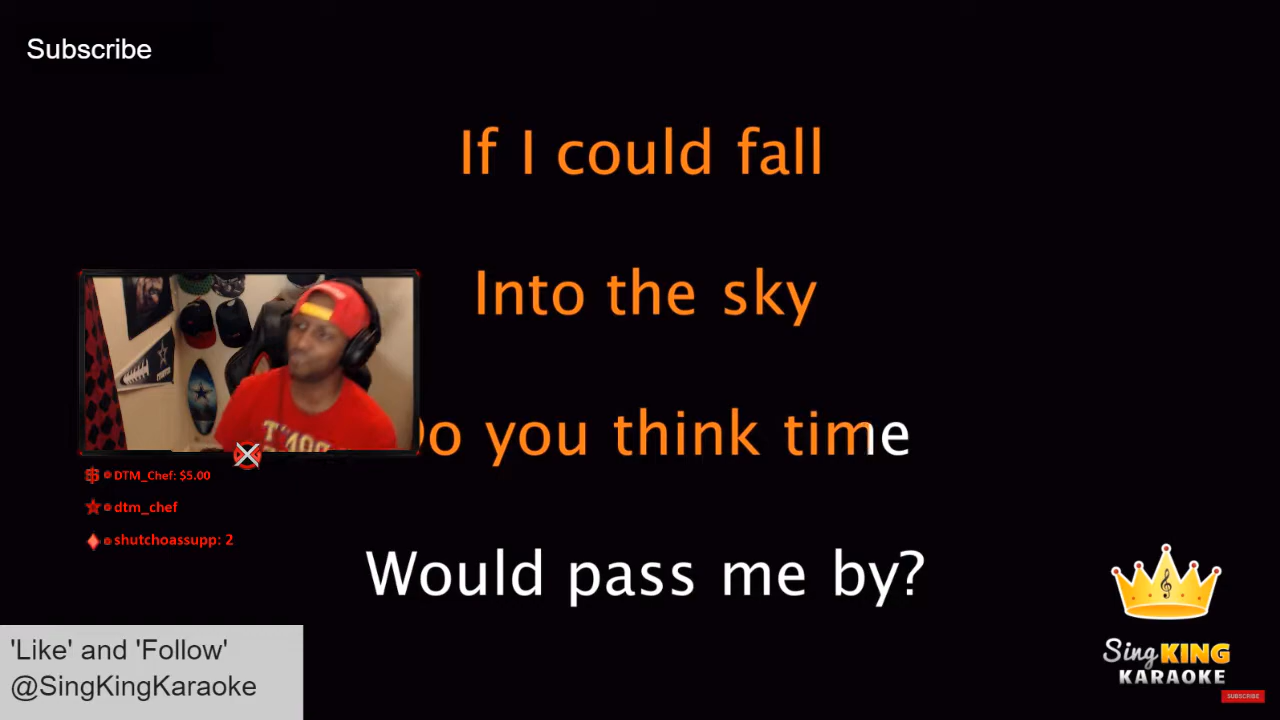 Subscribe
If I could fall
Into the sky
Do you think time
Would pass me by?
DTM_Chef: $5.00
dtm_chef
shutchoassupp: 2
'Like' and 'Follow'
@SingKingKaraoke
Sing KING
KARAOKE
SUBSCRIBE